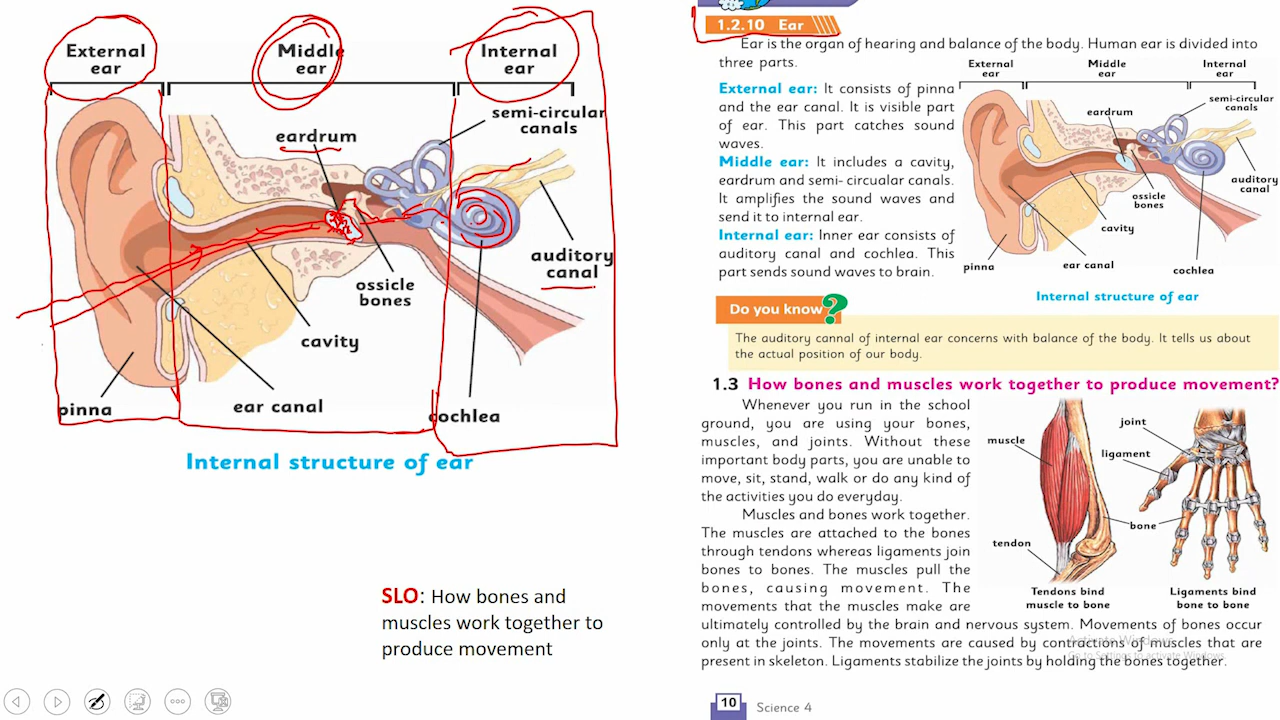 External
ear
Middle
ear
Internal
ear
semi-circular
canals
eardrum
auditory
canal
ossicle
bones
cavity
pinna
ear canal
cochlea
Internal structure of ear
SLO: How bones and
muscles work together to
produce movement
1.2.10 Ear
Ear is the organ of hearing and balance of the body. Human ear is divided into
three parts.
External ear: It consists of pinna
and the ear canal. It is visible part
of ear. This part catches sound
waves.
Middle ear: It includes a cavity,
eardrum and semi- circualar canals.
It amplifies the sound waves and
send it to internal ear.
Internal ear: Inner ear consists of
auditory canal and cochlea. This
part sends sound waves to brain.
External
ear
Middle
ear
Internal
ear
semi-circular
canals
eardrum
auditory
canal
ossicle
bones
cavity
pinna
ear canal
cochlea
Internal structure of ear
Do you know?
The auditory cannal of internal ear concerns with balance of the body. It tells us about
the actual position of our body.
1.3 How bones and muscles work together to produce movement?
Whenever you run in the school
ground, you are using your bones,
muscles, and joints. Without these
important body parts, you are unable to
move, sit, stand, walk or do any kind of
the activities you do everyday.
Muscles and bones work together.
The muscles are attached to the bones
through tendons whereas ligaments join
bones to bones. The muscles pull the
bones, causing movement. The
movements that the muscles make are
ultimately controlled by the brain and nervous system. Movements of bones occur
only at the joints. The movements are caused by contractions of muscles that are
present in skeleton. Ligaments stabilize the joints by holding the bones together.
muscle
joint
ligament
bone
tendon
Tendons bind
muscle to bone
Ligaments bind
bone to bone
Activate Windows
Go to Settings to activate Windows.
10
Science 4